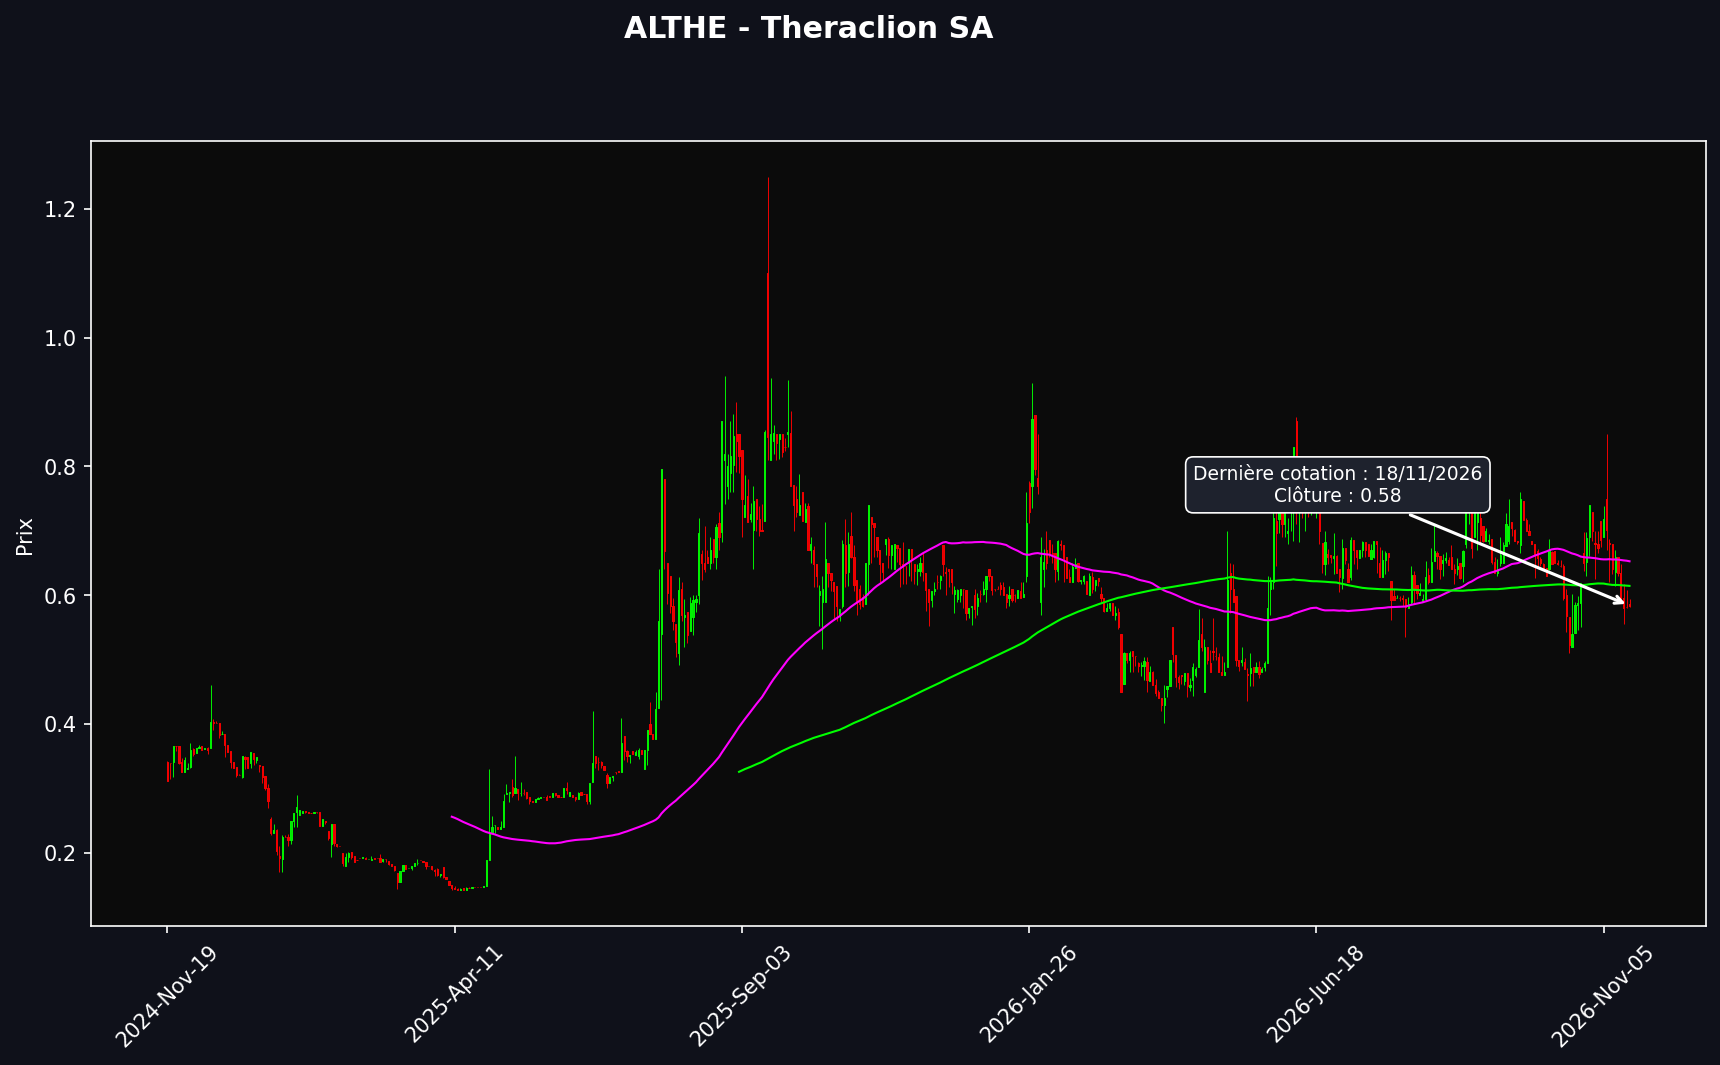 ALTHE - Theraclion SA
Prix
1.2
1.0
0.8
0.6
0.4
0.2
Dernière cotation : 18/11/2026
Clôture : 0.58
2024-Nov-19
2025-Apr-11
2025-Sep-03
2026-Jan-26
2026-Jun-18
2026-Nov-05